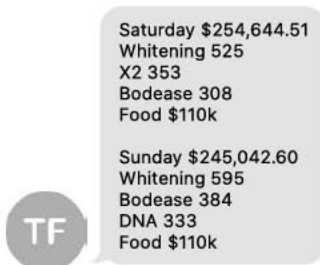 Saturday $254,644.51
Whitening 525
X2 353
Bodease 308
Food $110k
Sunday $245,042.60
Whitening 595
Bodease 384
DNA 333
Food $110k
TF